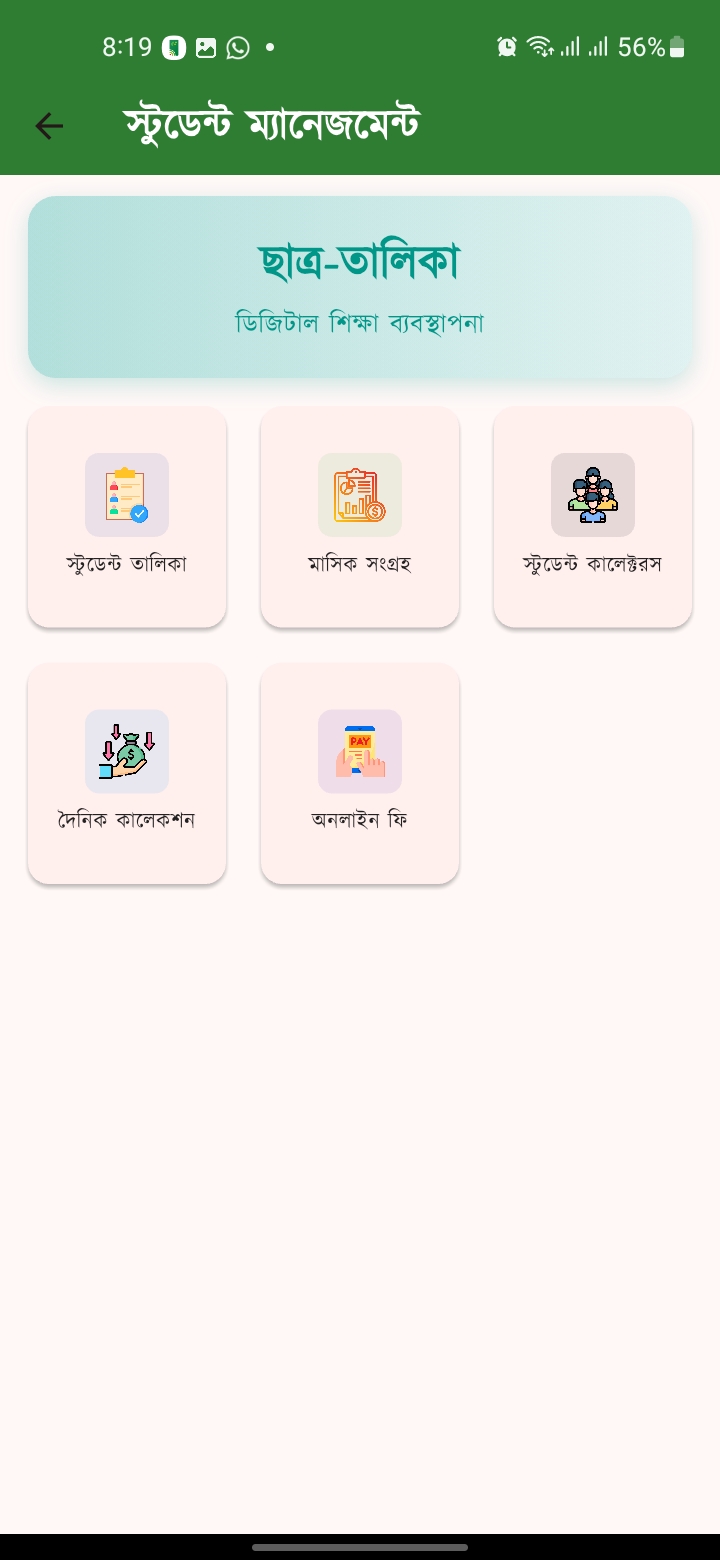 8:19 56%
স্টুডেন্ট ম্যানেজমেন্ট
ছাত্র-তালিকা
ডিজিটাল শিক্ষা ব্যবস্থাপনা
স্টুডেন্ট তালিকা
মাসিক সংগ্রহ
স্টুডেন্ট কালেক্টরস
PAY
দৈনিক কালেকশন
অনলাইন ফি